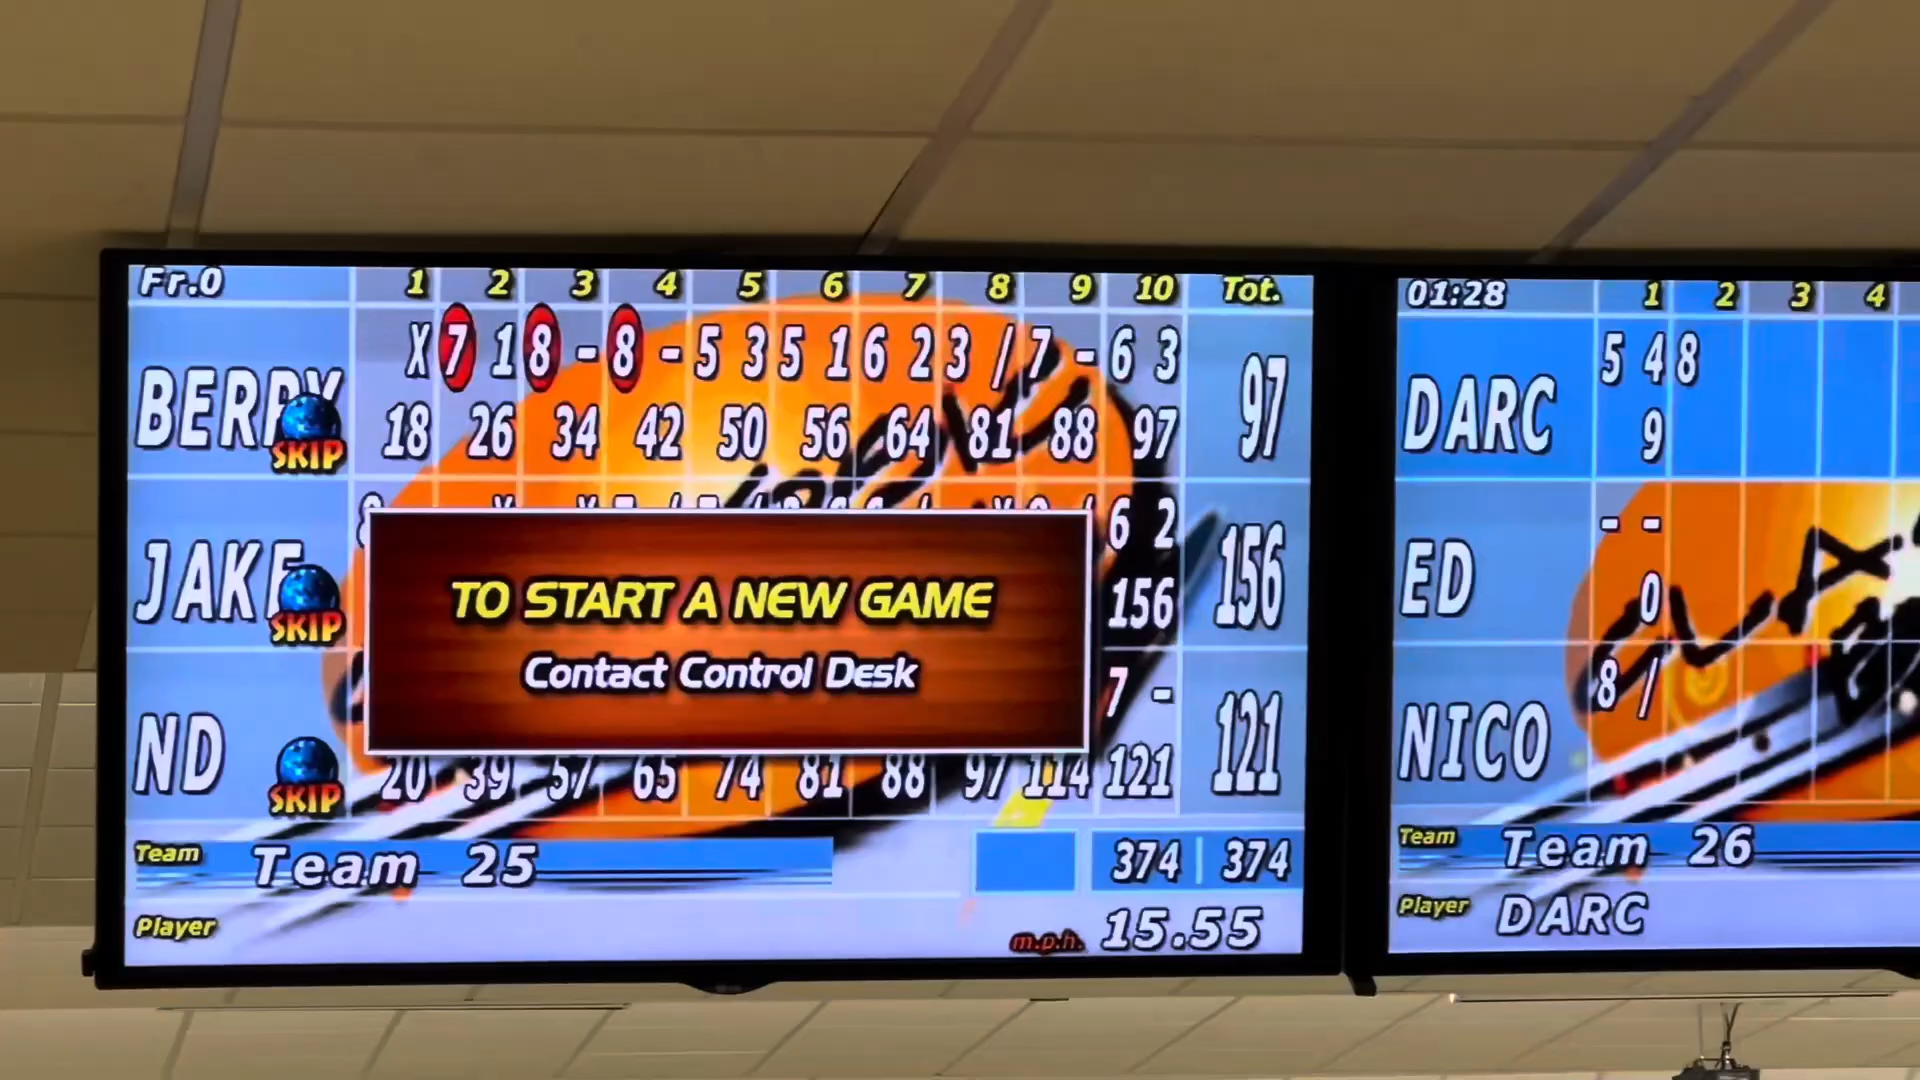 Fr.0 1 2 3 4 5 6 7 8 9 10 Tot.
BERRY X 7 1 8 - 8 - 5 3 5 1 6 2 3 / 7 - 6 3
18 26 34 42 50 56 64 81 88 97 97
SKIP
JAKE 6 2
156 156
SKIP
TO START A NEW GAME
Contact Control Desk
ND 7 -
20 39 57 65 74 81 88 97 114 121 121
SKIP
Team Team 25 374 374
Player m.p.h. 15.55
01:28 1 2 3 4
DARC 5 4 8
9
ED - -
0
NICO 8 /
Team Team 26
Player DARC